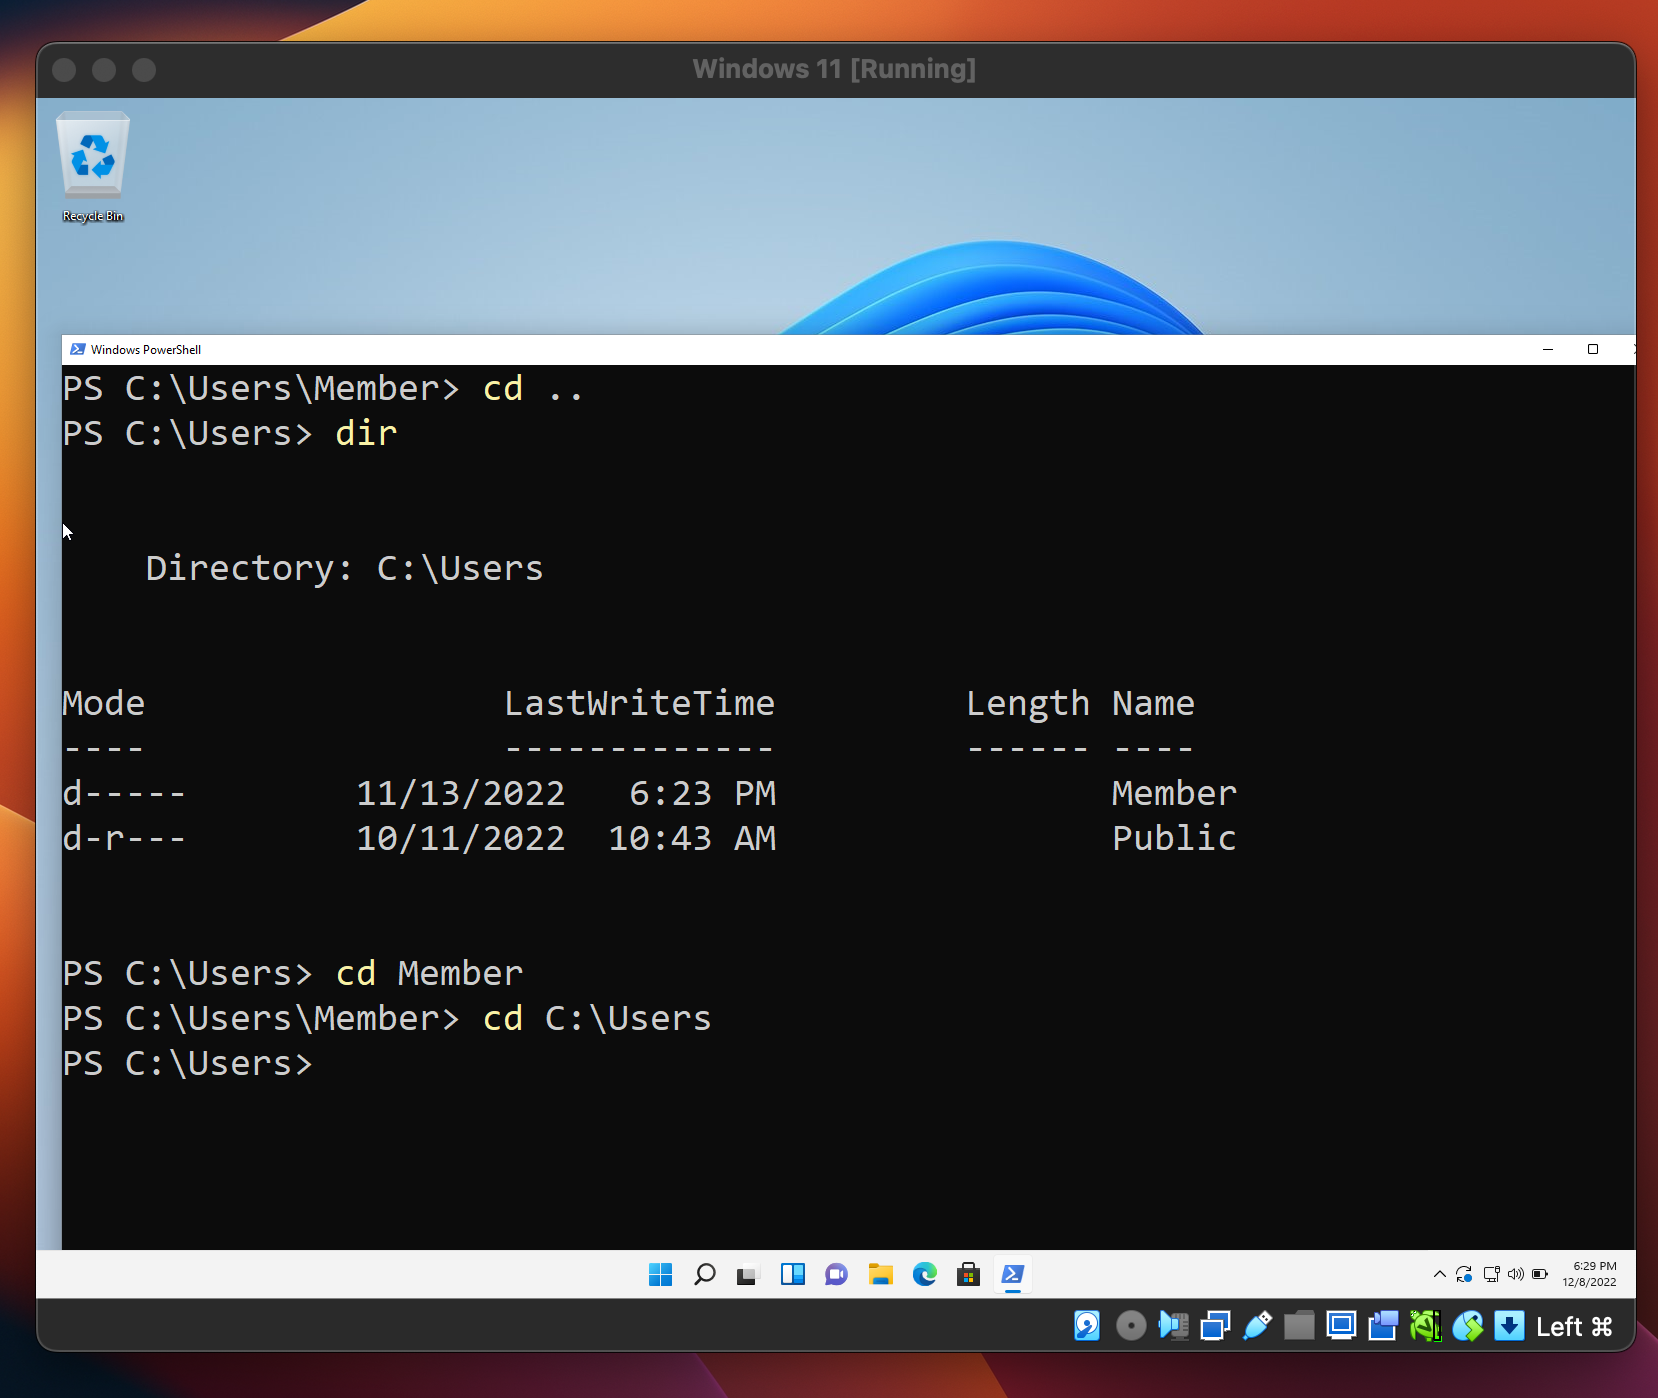 Windows 11 [Running]
Recycle Bin
Windows PowerShell
PS C:\Users\Member> cd ..
PS C:\Users> dir
Directory: C:\Users
Mode                 LastWriteTime         Length Name
----                 -------------         ------ ----
d-----        11/13/2022   6:23 PM                Member
d-r---        10/11/2022  10:43 AM                Public
PS C:\Users> cd Member
PS C:\Users\Member> cd C:\Users
PS C:\Users>
6:29 PM
12/8/2022
Left ⌘